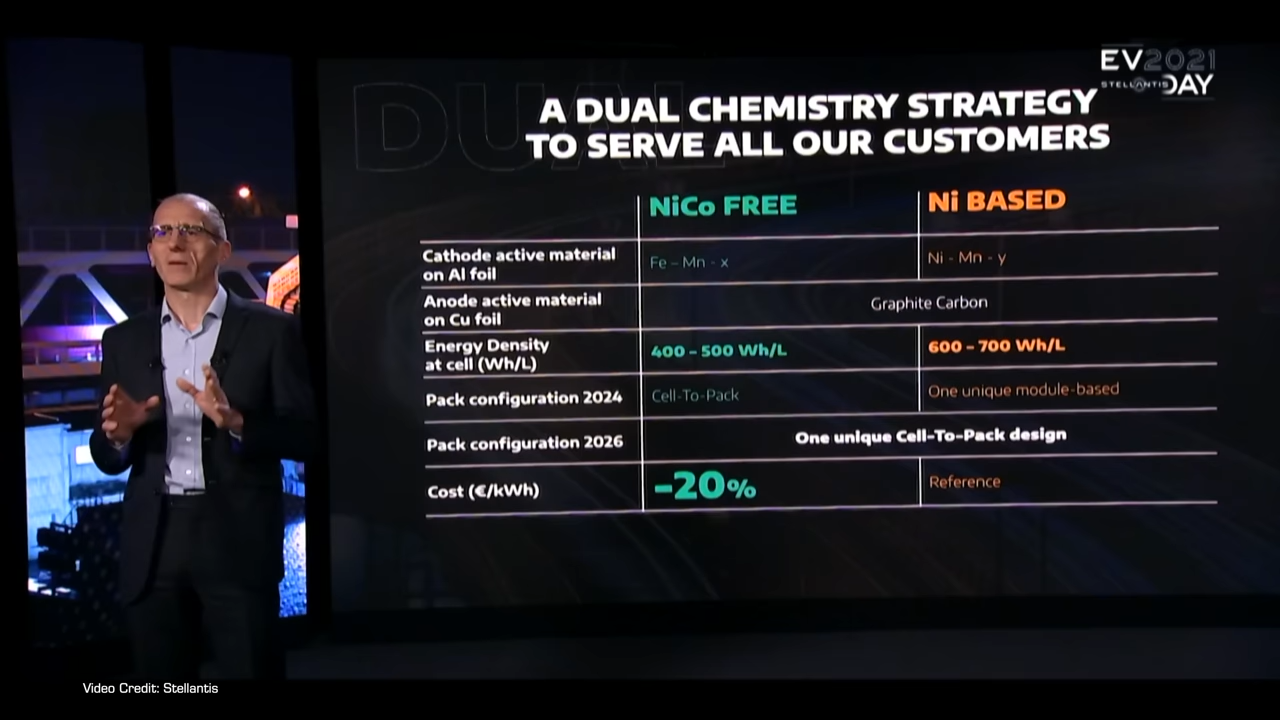 EV2021
STELLANTIS DAY
DUAL
A DUAL CHEMISTRY STRATEGY
TO SERVE ALL OUR CUSTOMERS
NiCo FREE
Ni BASED
Cathode active material
on Al foil
Fe – Mn - x
Ni - Mn - y
Anode active material
on Cu foil
Graphite Carbon
Energy Density
at cell (Wh/L)
400 – 500 Wh/L
600 – 700 Wh/L
Pack configuration 2024
Cell-To-Pack
One unique module-based
Pack configuration 2026
One unique Cell-To-Pack design
Cost (€/kWh)
–20%
Reference
Video Credit: Stellantis